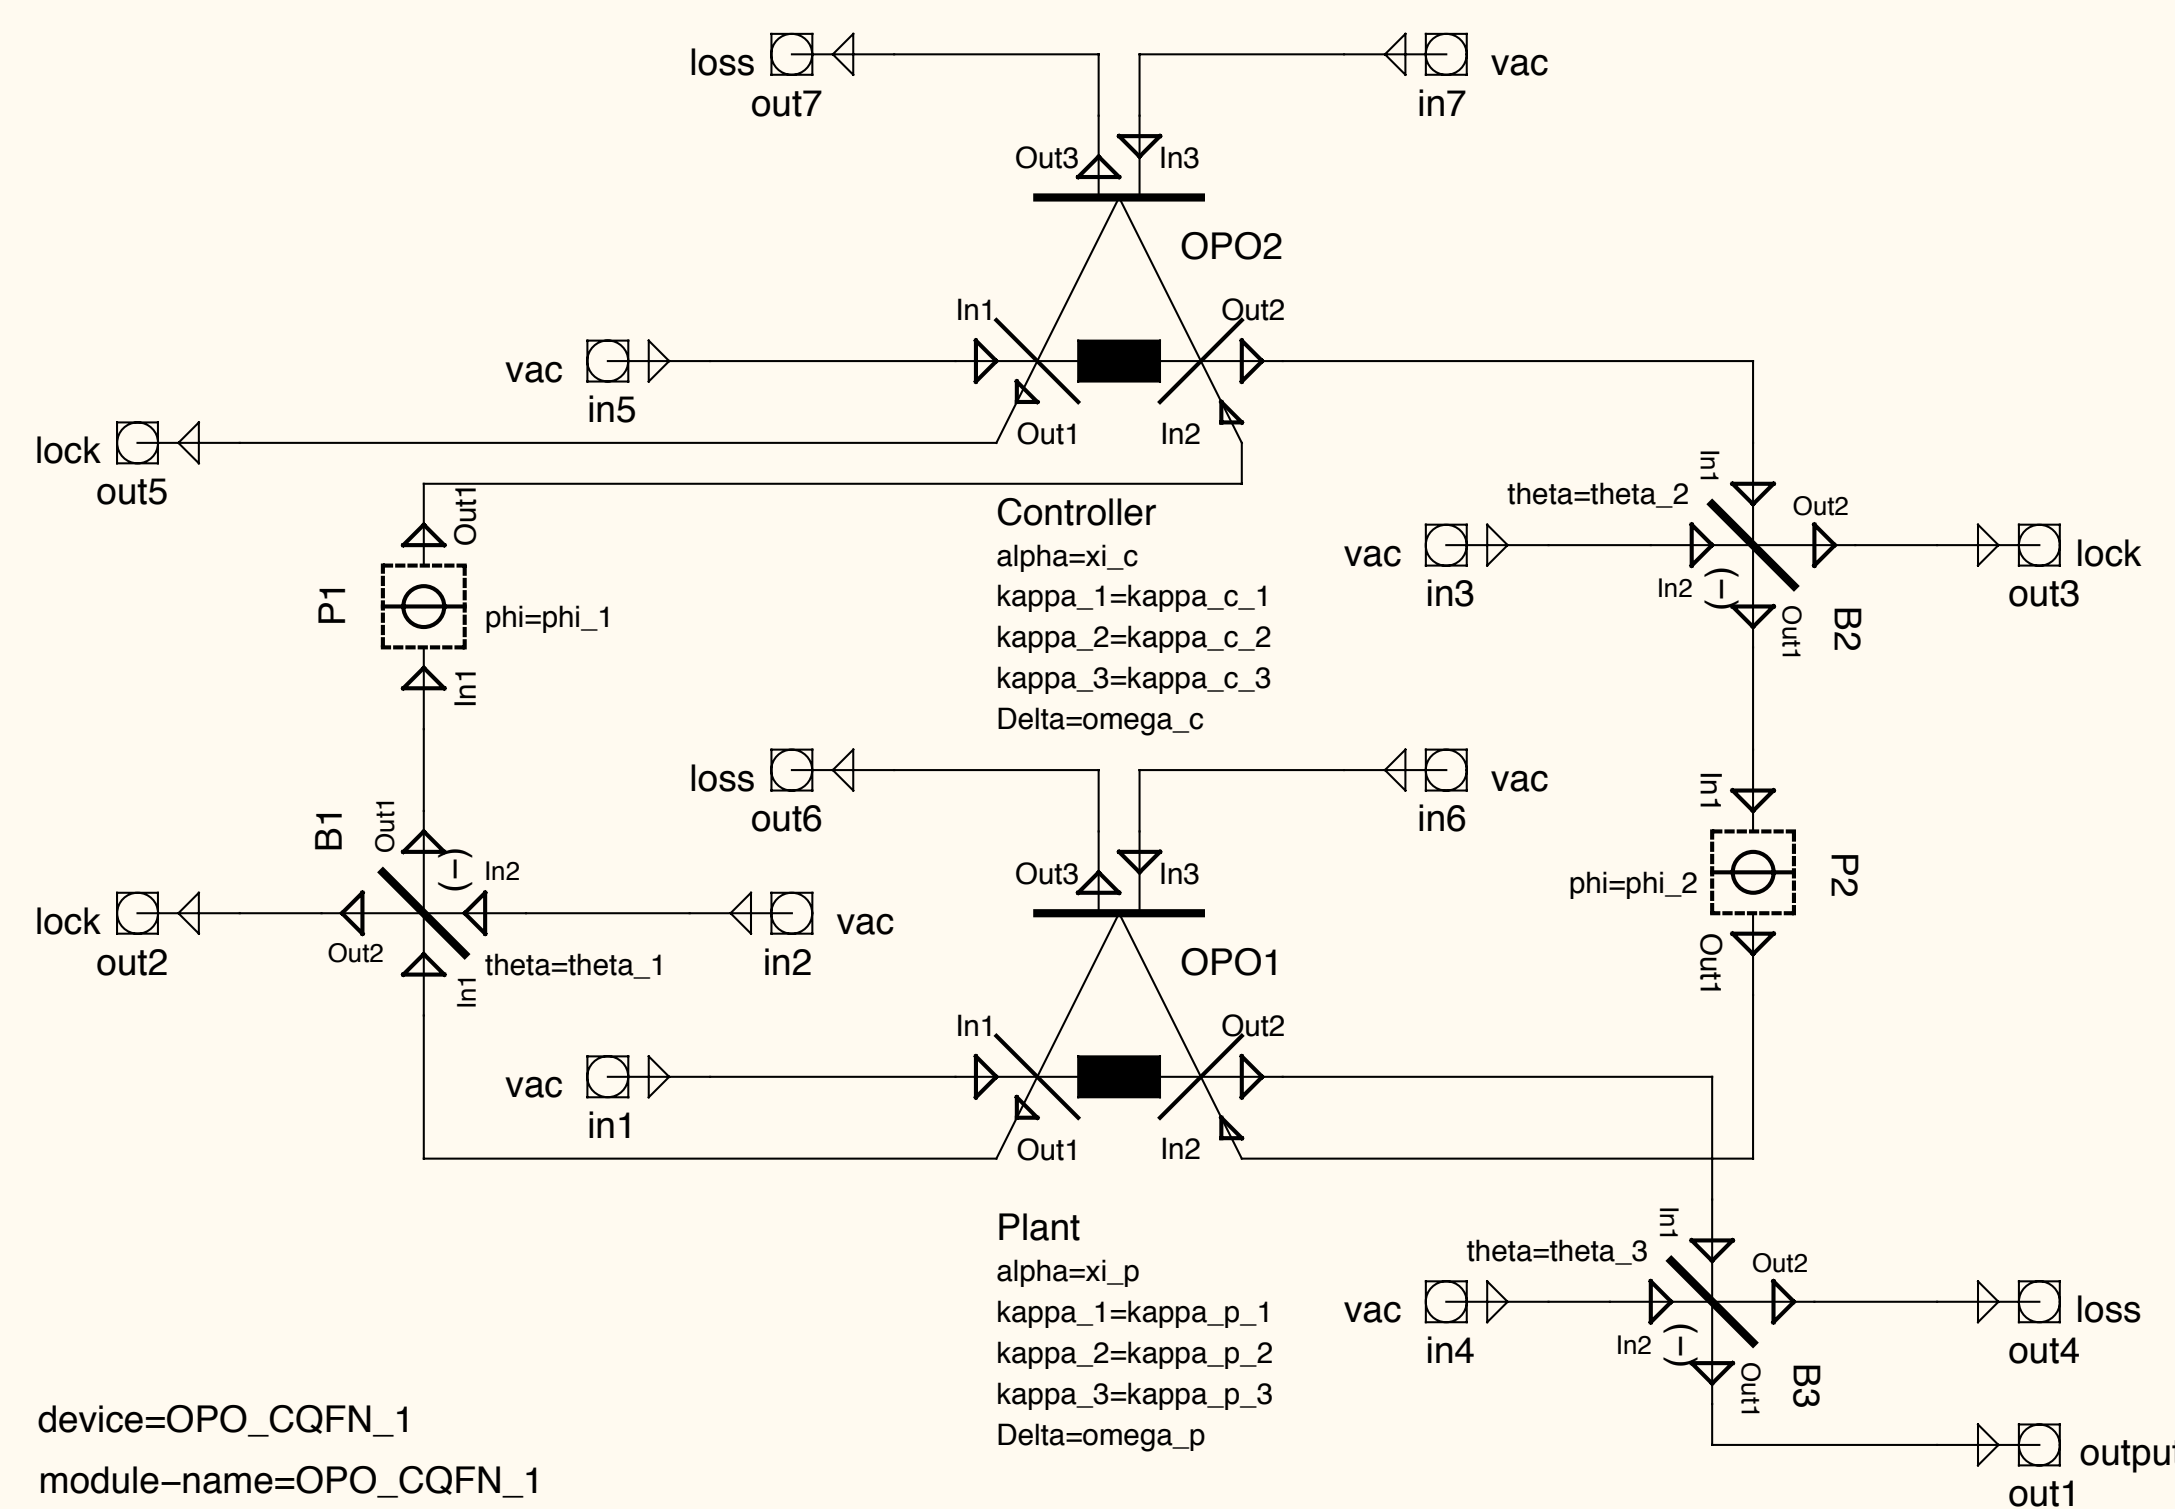 loss
out7
vac
in7
Out3
In3
OPO2
In1
Out2
vac
in5
Out1
In2
lock
out5
Out1
P1
phi=phi_1
In1
Controller
alpha=xi_c
kappa_1=kappa_c_1
kappa_2=kappa_c_2
kappa_3=kappa_c_3
Delta=omega_c
In1
theta=theta_2
Out2
vac
in3
In2
(−)
Out1
B2
lock
out3
loss
out6
vac
in6
Out3
In3
OPO1
B1
Out1
(−)
In2
lock
out2
Out2
In1
theta=theta_1
vac
in2
In1
phi=phi_2
P2
Out1
In1
Out2
vac
in1
Out1
In2
Plant
alpha=xi_p
kappa_1=kappa_p_1
kappa_2=kappa_p_2
kappa_3=kappa_p_3
Delta=omega_p
In1
theta=theta_3
Out2
vac
in4
In2
(−)
Out1
B3
loss
out4
output
out1
device=OPO_CQFN_1
module−name=OPO_CQFN_1